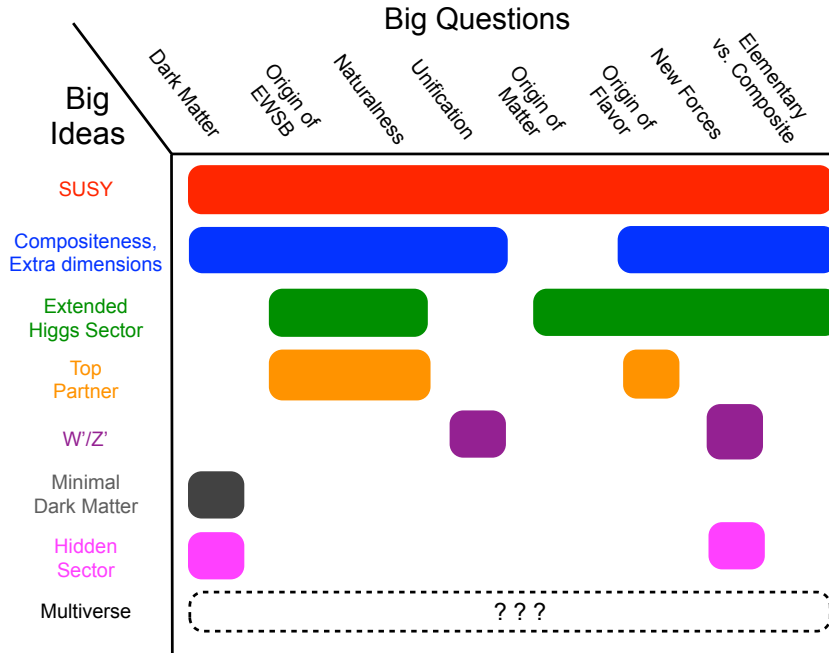 Big Questions
Big
Ideas
Dark Matter
Origin of
EWSB
Naturalness
Unification
Origin of
Matter
Origin of
Flavor
New Forces
Elementary
vs. Composite
SUSY
Compositeness,
Extra dimensions
Extended
Higgs Sector
Top
Partner
W'/Z'
Minimal
Dark Matter
Hidden
Sector
Multiverse
? ? ?